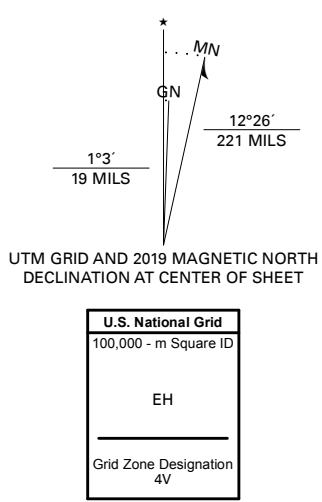 ★
MN
GN
12°26´
221 MILS
1°3´
19 MILS
UTM GRID AND 2019 MAGNETIC NORTH
DECLINATION AT CENTER OF SHEET
U.S. National Grid
100,000 - m Square ID
EH
Grid Zone Designation
4V